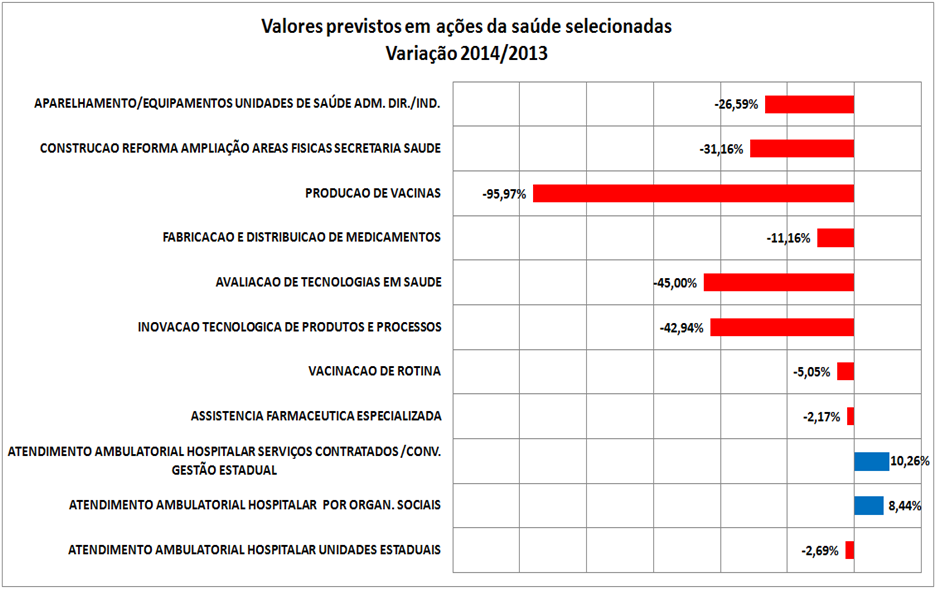 Valores previstos em ações da saúde selecionadas
Variação 2014/2013
APARELHAMENTO/EQUIPAMENTOS UNIDADES DE SAÚDE ADM. DIR./IND.
-26,59%
CONSTRUCAO REFORMA AMPLIAÇÃO AREAS FISICAS SECRETARIA SAUDE
-31,16%
PRODUCAO DE VACINAS
-95,97%
FABRICACAO E DISTRIBUICAO DE MEDICAMENTOS
-11,16%
AVALIACAO DE TECNOLOGIAS EM SAUDE
-45,00%
INOVACAO TECNOLOGICA DE PRODUTOS E PROCESSOS
-42,94%
VACINACAO DE ROTINA
-5,05%
ASSISTENCIA FARMACEUTICA ESPECIALIZADA
-2,17%
ATENDIMENTO AMBULATORIAL HOSPITALAR SERVIÇOS CONTRATADOS /CONV.
GESTÃO ESTADUAL
10,26%
ATENDIMENTO AMBULATORIAL HOSPITALAR POR ORGAN. SOCIAIS
8,44%
ATENDIMENTO AMBULATORIAL HOSPITALAR UNIDADES ESTADUAIS
-2,69%